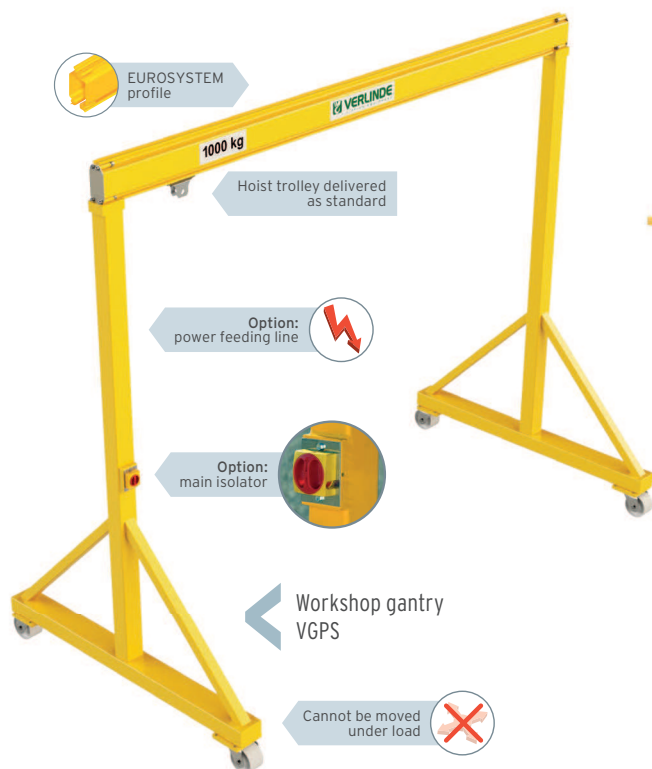 EUROSYSTEM
profile
VERLINDE
1000 kg
Hoist trolley delivered
as standard
Option:
power feeding line
Option:
main isolator
Workshop gantry
VGPS
Cannot be moved
under load